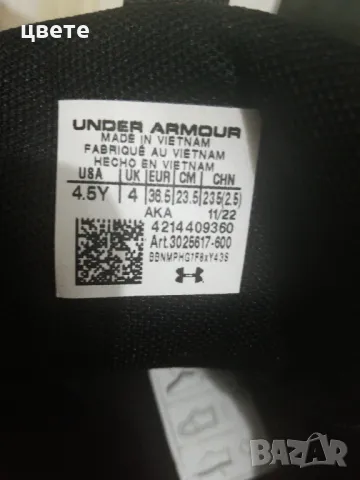 цвете
UNDER ARMOUR
MADE IN VIETNAM
FABRIQUÉ AU VIETNAM
HECHO EN VIETNAM
USA UK EUR CM CHN
4.5Y 4 36.5 23.5 235(2.5)
AKA 11/22
4214409360
Art.3025617-600
BBNMPHG7F8xY43S
BAZAR